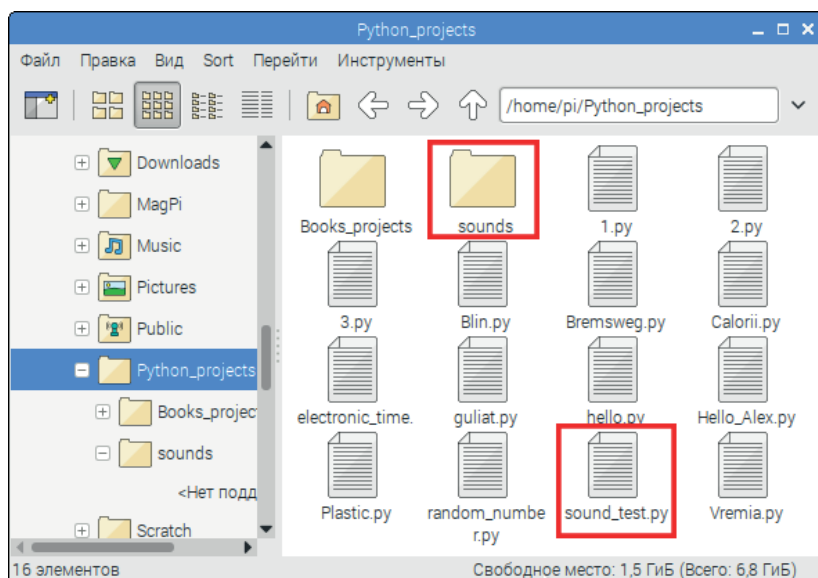 Python_projects
Файл Правка Вид Sort Перейти Инструменты
/home/pi/Python_projects
Downloads
MagPi
Music
Pictures
Public
Python_projects
Books_projec
sounds
<Нет подд
Scratch
Books_projects sounds 1.py 2.py
3.py Blin.py Bremsweg.py Calorii.py
electronic_time. guliat.py hello.py Hello_Alex.py
Plastic.py random_numbe sound_test.py Vremia.py
r.py
16 элементов Свободное место: 1,5 ГиБ (Всего: 6,8 ГиБ)